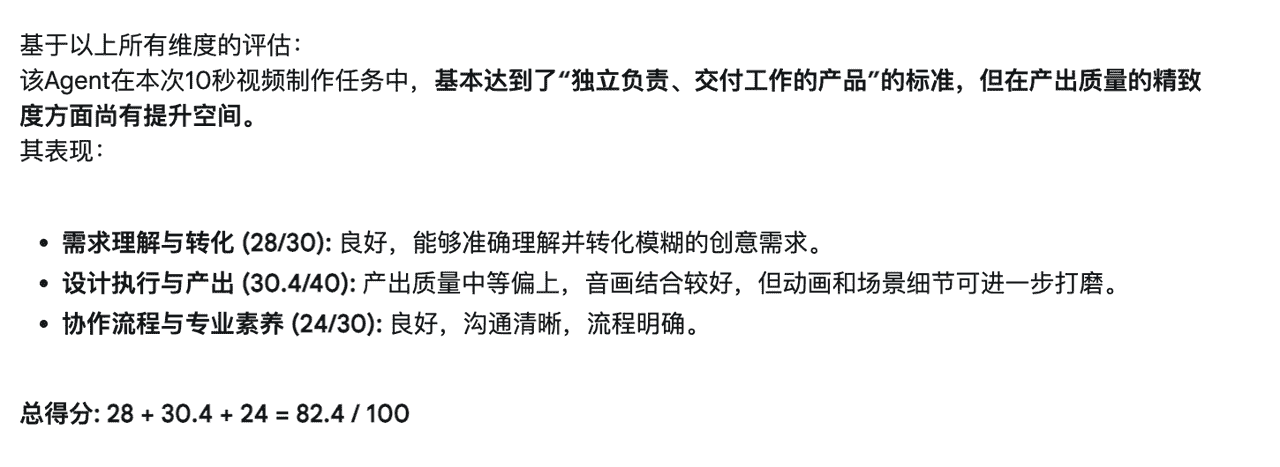 基于以上所有维度的评估：
该Agent在本次10秒视频制作任务中，基本达到了“独立负责、交付工作的产品”的标准，但在产出质量的精致
度方面尚有提升空间。
其表现：
• 需求理解与转化 (28/30): 良好，能够准确理解并转化模糊的创意需求。
• 设计执行与产出 (30.4/40): 产出质量中等偏上，音画结合较好，但动画和场景细节可进一步打磨。
• 协作流程与专业素养 (24/30): 良好，沟通清晰，流程明确。
总得分: 28 + 30.4 + 24 = 82.4 / 100